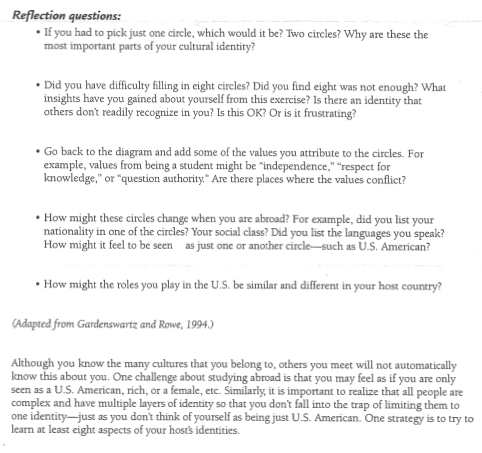 Reflection questions:
• If you had to pick just one circle, which would it be? Two circles? Why are these the
most important parts of your cultural identity?
• Did you have difficulty filling in eight circles? Did you find eight was not enough? What
insights have you gained about yourself from this exercise? Is there an identity that
others don't readily recognize in you? Is this OK? Or is it frustrating?
• Go back to the diagram and add some of the values you attribute to the circles. For
example, values from being a student might be "independence," "respect for
knowledge," or "question authority." Are there places where the values conflict?
• How might these circles change when you are abroad? For example, did you list your
nationality in one of the circles? Your social class? Did you list the languages you speak?
How might it feel to be seen as just one or another circle—such as U.S. American?
• How might the roles you play in the U.S. be similar and different in your host country?
(Adapted from Gardenswartz and Rowe, 1994.)
Although you know the many cultures that you belong to, others you meet will not automatically
know this about you. One challenge about studying abroad is that you may feel as if you are only
seen as a U.S. American, rich, or a female, etc. Similarly, it is important to realize that all people are
complex and have multiple layers of identity so that you don't fall into the trap of limiting them to
one identity—just as you don't think of yourself as being just U.S. American. One strategy is to try to
learn at least eight aspects of your host's identities.